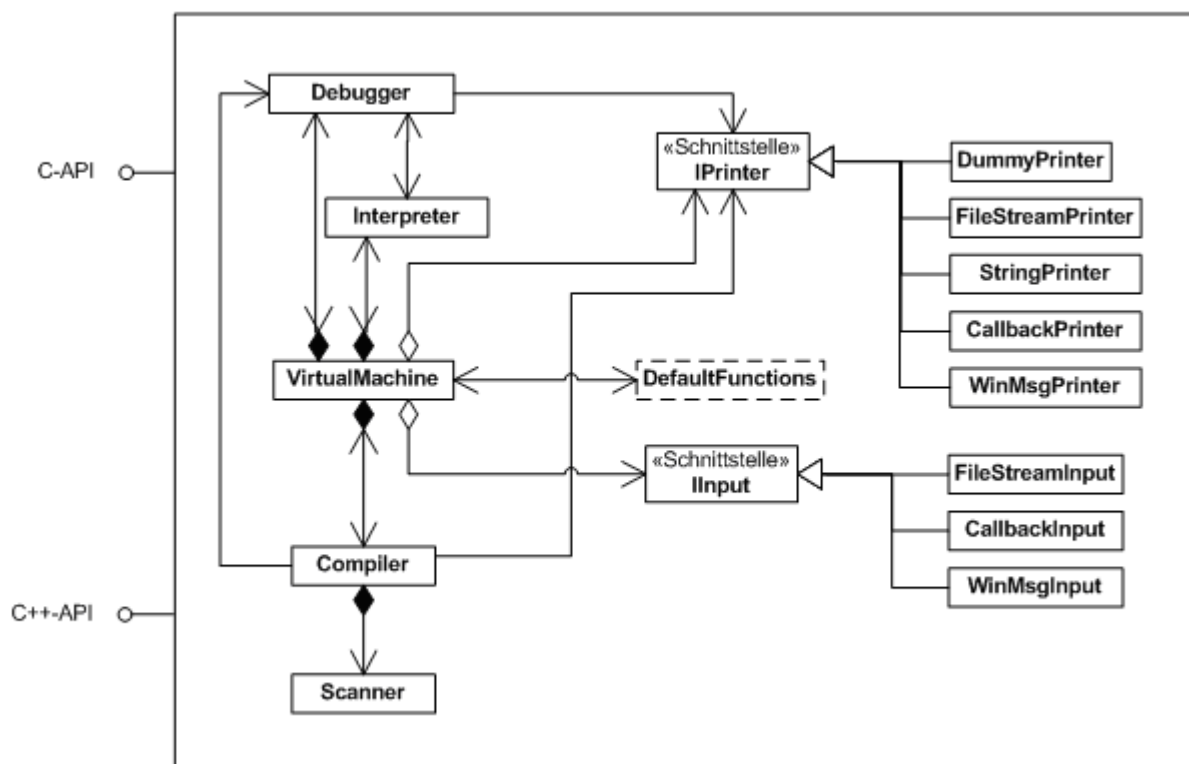 Debugger
«Schnittstelle»
IPrinter
DummyPrinter
C-API
Interpreter
FileStreamPrinter
StringPrinter
CallbackPrinter
VirtualMachine
DefaultFunctions
WinMsgPrinter
«Schnittstelle»
IInput
FileStreamInput
CallbackInput
Compiler
WinMsgInput
C++-API
Scanner